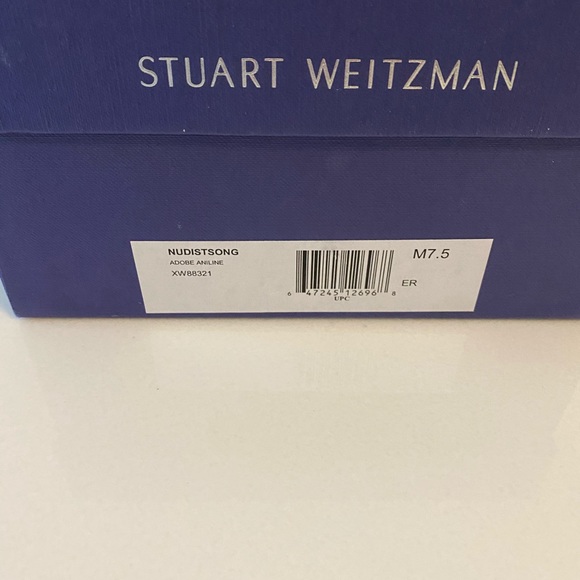 STUART WEITZMAN
NUDISTSONG
ADOBE ANILINE
XW88321
M7.5
ER
6 47245 12696 8
UPC